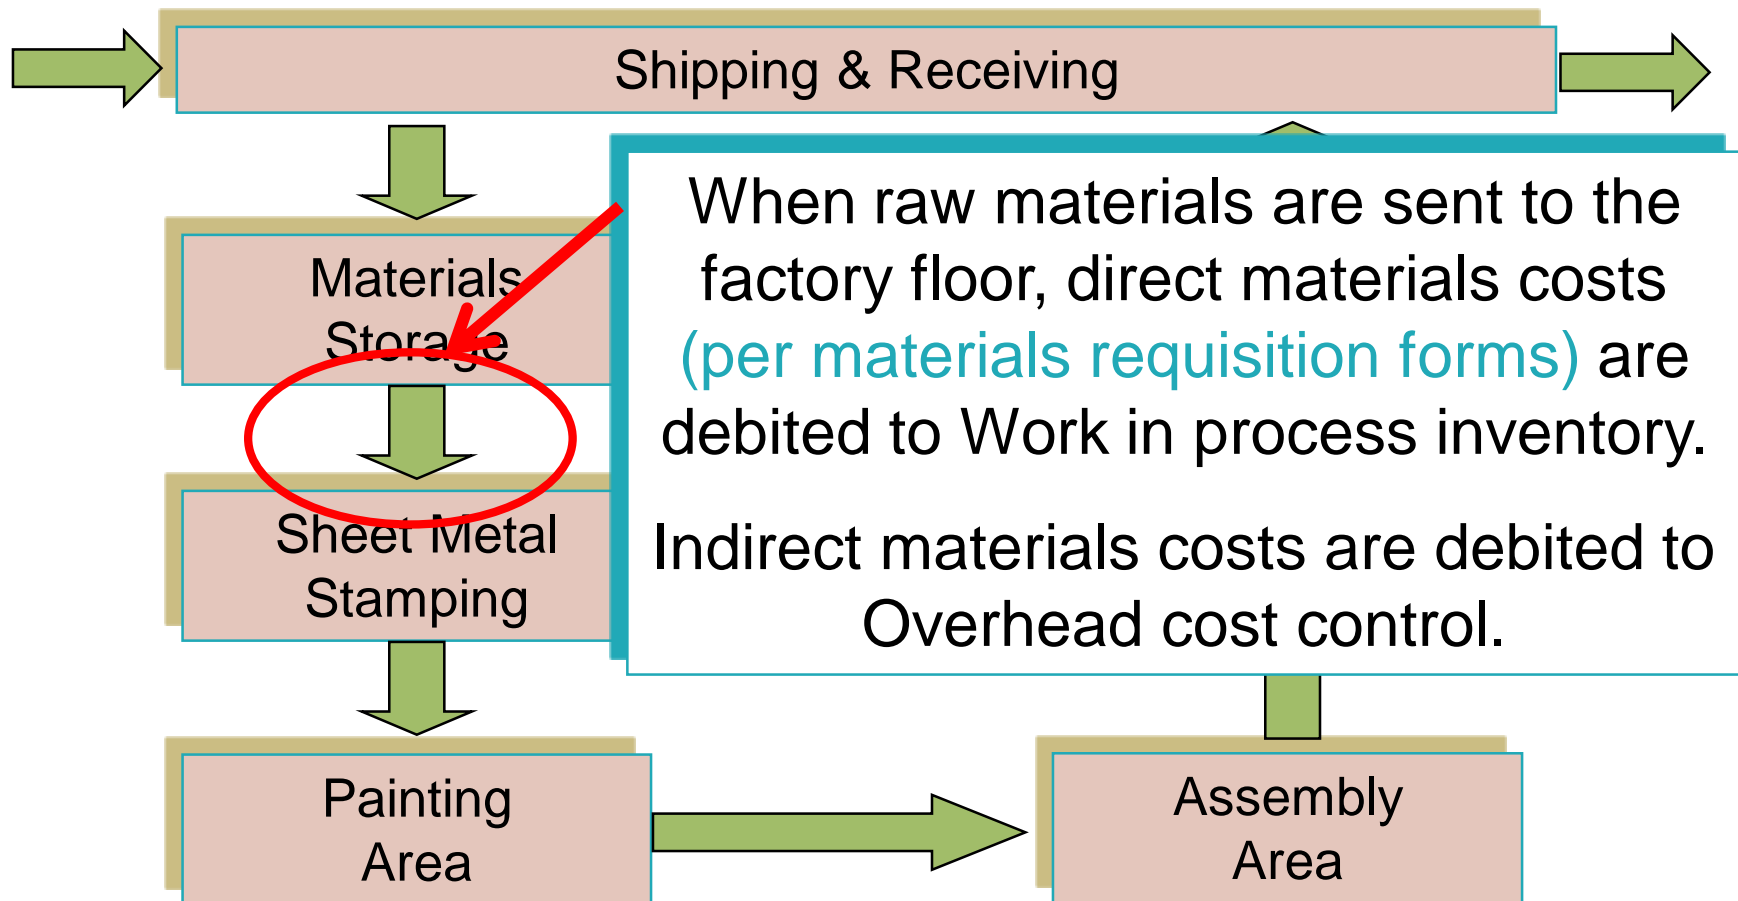 Shipping & Receiving
Materials
Storage
When raw materials are sent to the
factory floor, direct materials costs
(per materials requisition forms) are
debited to Work in process inventory.
Indirect materials costs are debited to
Overhead cost control.
Sheet Metal
Stamping
Painting
Area
Assembly
Area